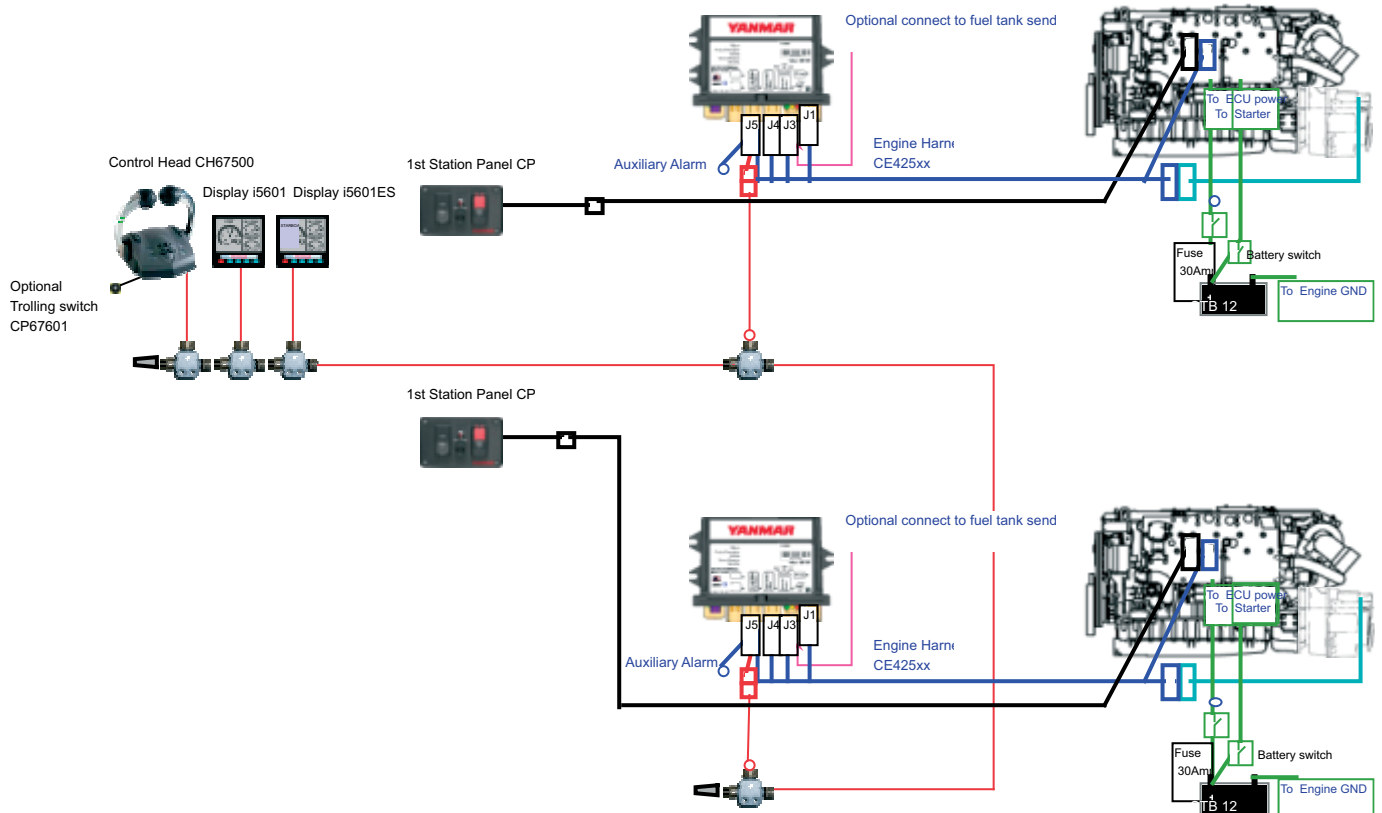 Optional connect to fuel tank send
YANMAR
To ECU power
To Starter
J5
J4
J3
J1
Engine Harne
CE425xx
Auxiliary Alarm
Control Head CH67500
1st Station Panel CP
Display i5601
Display i5601ES
Fuse
30Am
Battery switch
To Engine GND
TB 12
Optional
Trolling switch
CP67601
1st Station Panel CP
Optional connect to fuel tank send
YANMAR
To ECU power
To Starter
J5
J4
J3
J1
Engine Harne
CE425xx
Auxiliary Alarm
Fuse
30Am
Battery switch
To Engine GND
TB 12